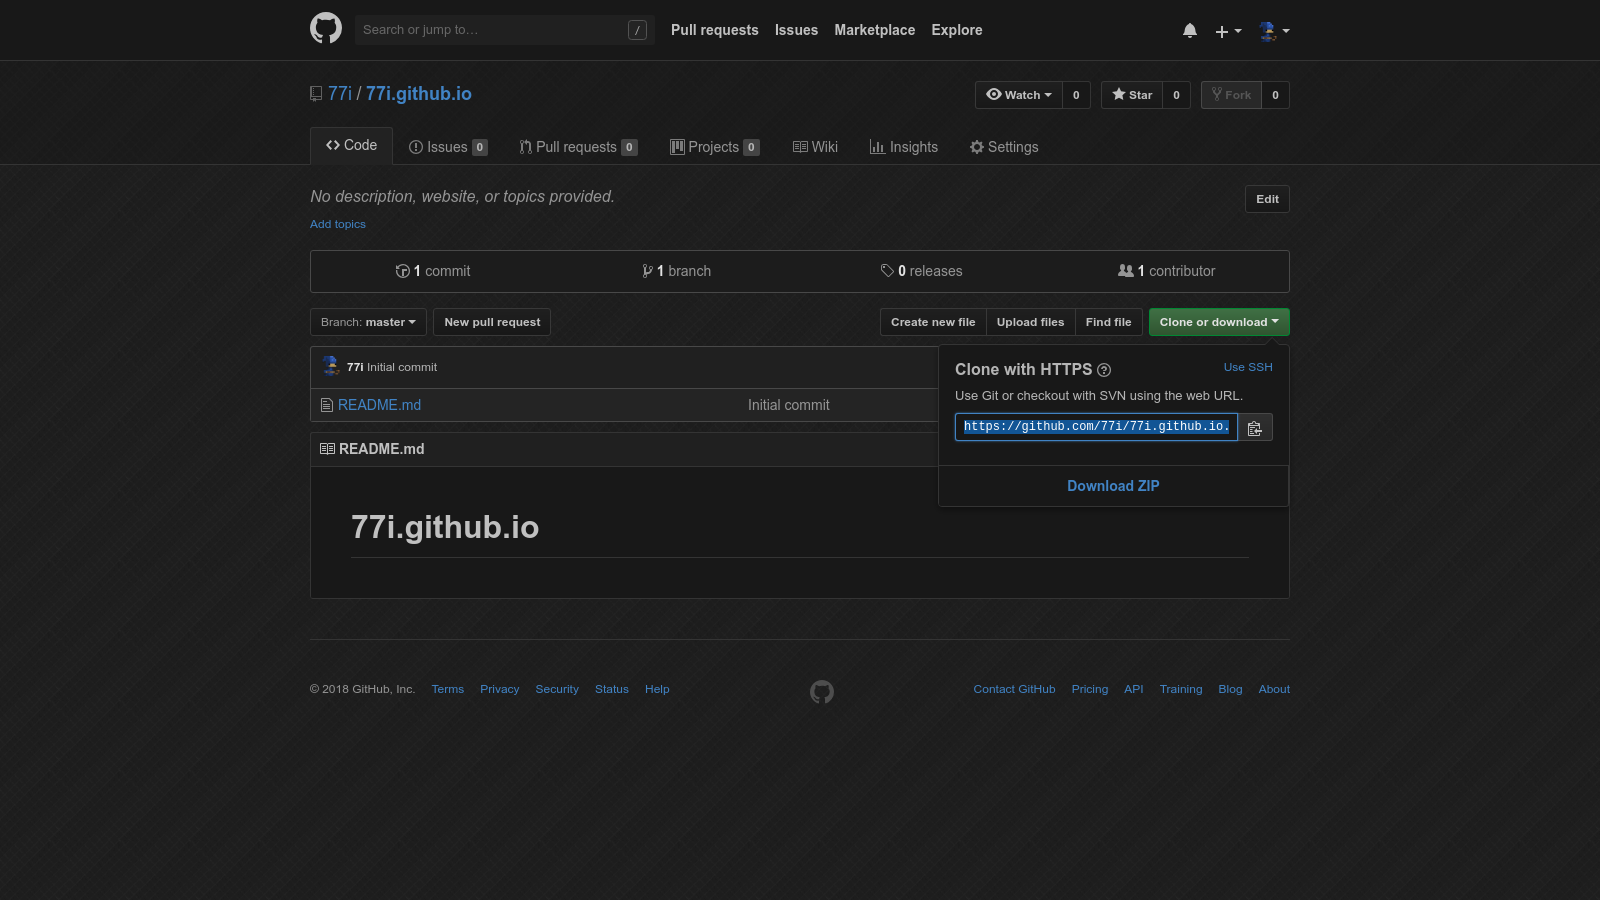 Search or jump to… / Pull requests Issues Marketplace Explore
77i / 77i.github.io Watch 0 Star 0 Fork 0
Code Issues 0 Pull requests 0 Projects 0 Wiki Insights Settings
No description, website, or topics provided. Edit
Add topics
1 commit 1 branch 0 releases 1 contributor
Branch: master New pull request Create new file Upload files Find file Clone or download
77i Initial commit
README.md Initial commit
Clone with HTTPS ? Use SSH
Use Git or checkout with SVN using the web URL.
https://github.com/77i/77i.github.io.
Download ZIP
README.md
77i.github.io
© 2018 GitHub, Inc. Terms Privacy Security Status Help Contact GitHub Pricing API Training Blog About